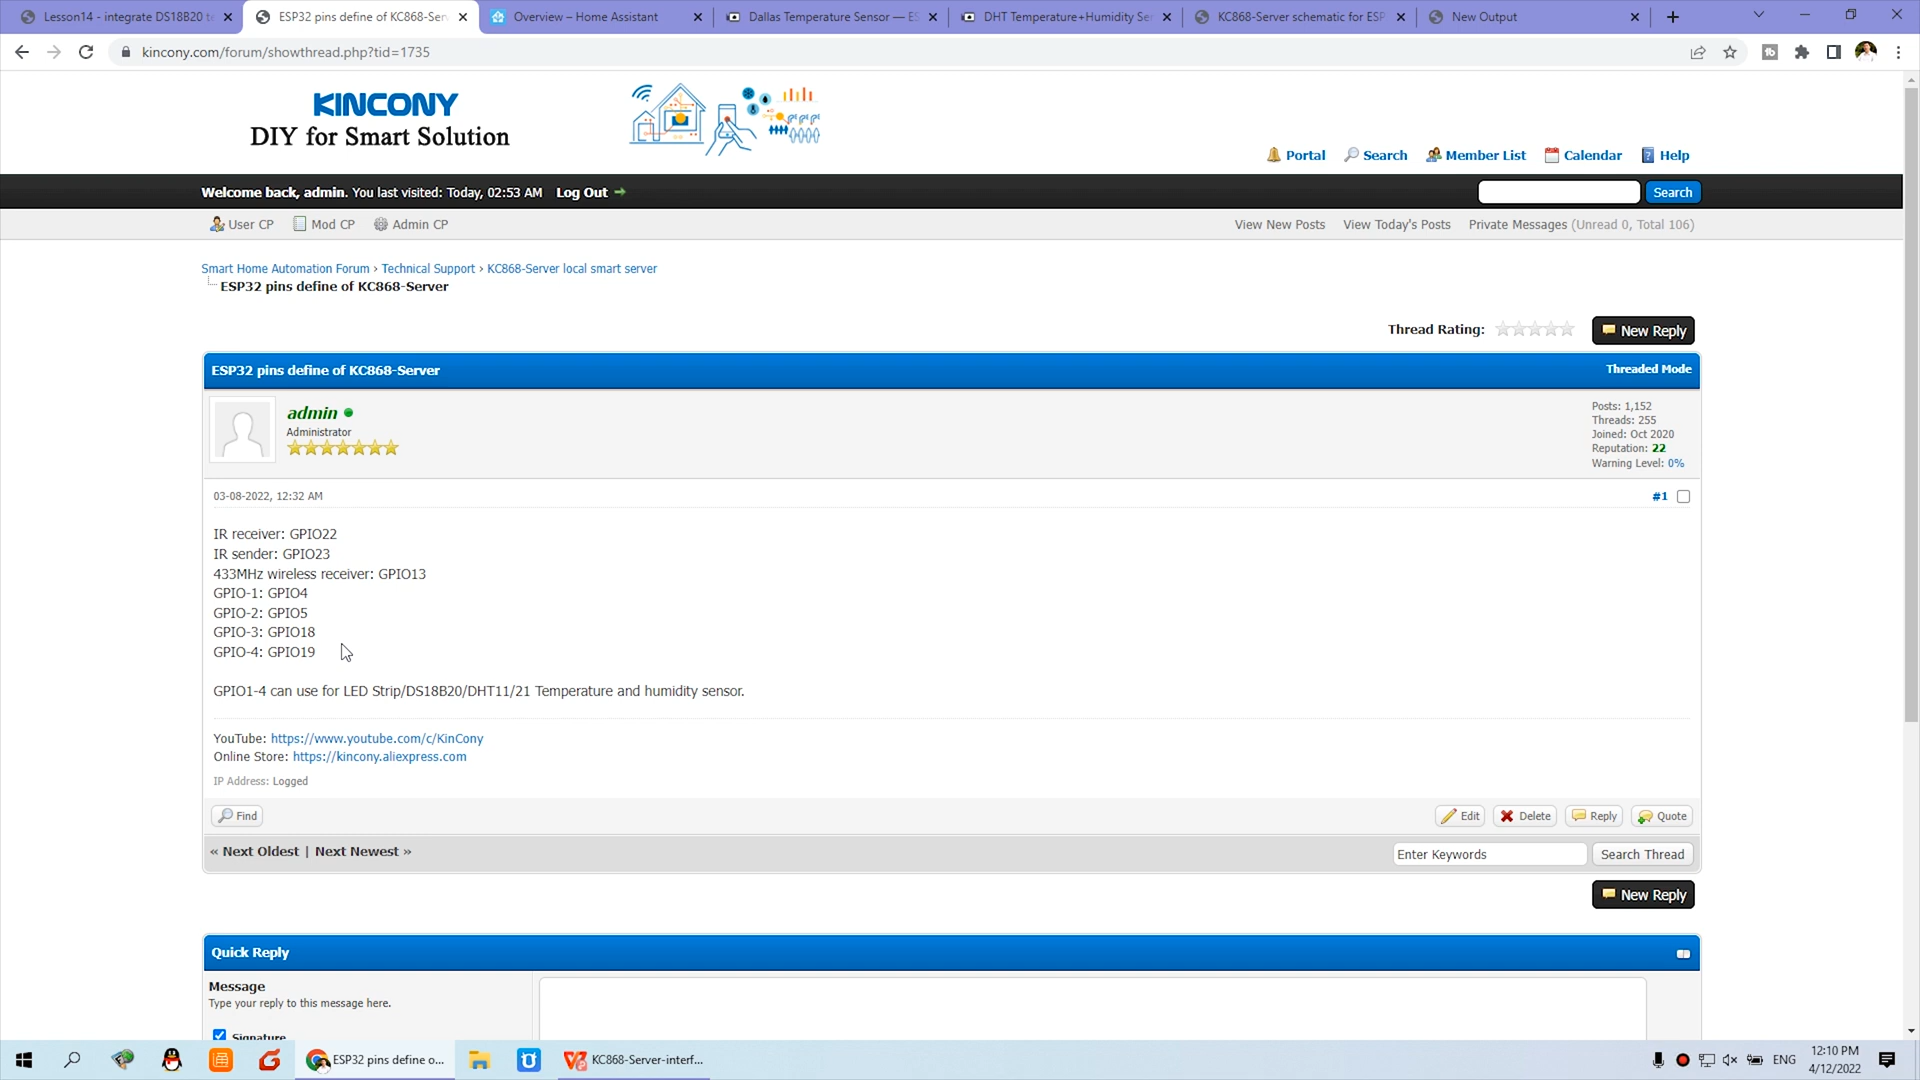 Lesson14 - integrate DS18B20 te
ESP32 pins define of KC868-Serv
Overview – Home Assistant
Dallas Temperature Sensor — ES
DHT Temperature+Humidity Se
KC868-Server schematic for ESP
New Output
kincony.com/forum/showthread.php?tid=1735
KINCONY
DIY for Smart Solution
Portal Search Member List Calendar Help
Welcome back, admin. You last visited: Today, 02:53 AM Log Out
Search
User CP Mod CP Admin CP
View New Posts View Today's Posts Private Messages (Unread 0, Total 106)
Smart Home Automation Forum › Technical Support › KC868-Server local smart server
ESP32 pins define of KC868-Server
Thread Rating:
New Reply
ESP32 pins define of KC868-Server
Threaded Mode
admin
Administrator
Posts: 1,152
Threads: 255
Joined: Oct 2020
Reputation: 22
Warning Level: 0%
03-08-2022, 12:32 AM
#1
IR receiver: GPIO22
IR sender: GPIO23
433MHz wireless receiver: GPIO13
GPIO-1: GPIO4
GPIO-2: GPIO5
GPIO-3: GPIO18
GPIO-4: GPIO19
GPIO1-4 can use for LED Strip/DS18B20/DHT11/21 Temperature and humidity sensor.
YouTube: https://www.youtube.com/c/KinCony
Online Store: https://kincony.aliexpress.com
IP Address: Logged
Find
Edit Delete Reply Quote
« Next Oldest | Next Newest »
Enter Keywords
Search Thread
New Reply
Quick Reply
Message
Type your reply to this message here.
Signature
ESP32 pins define o...
KC868-Server-interf...
ENG
12:10 PM
4/12/2022